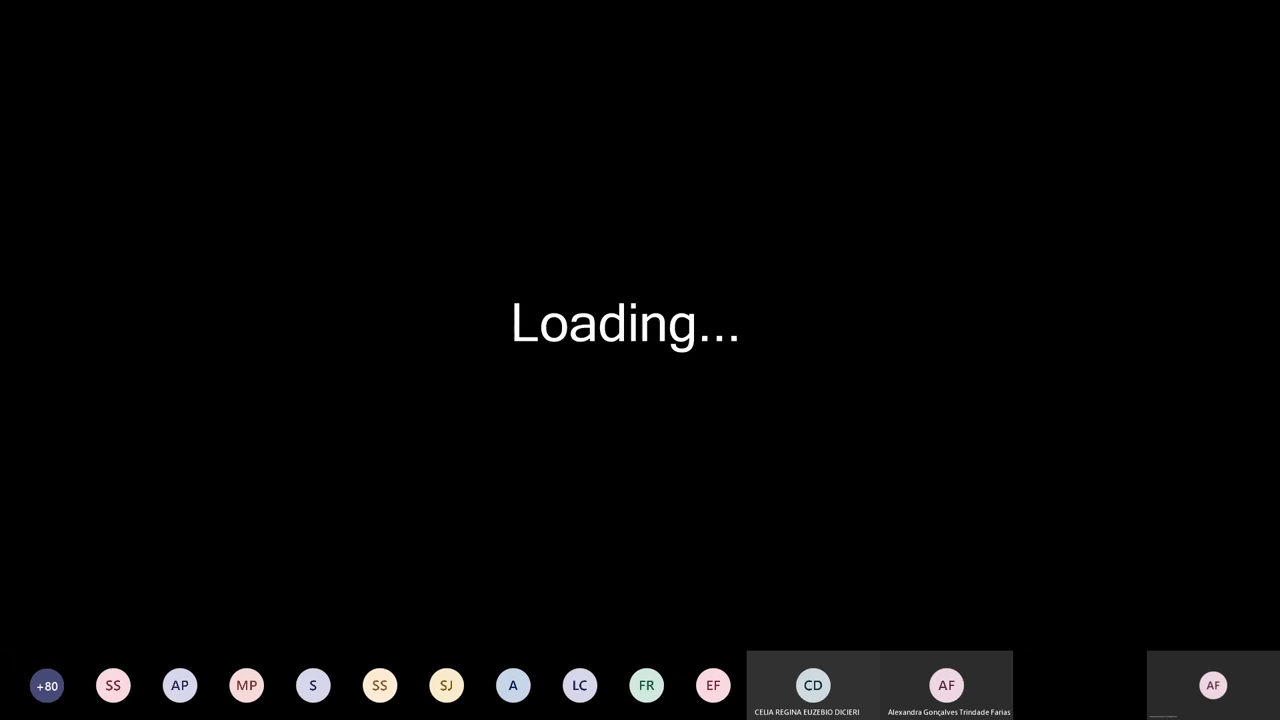 Loading...
+80
SS
AP
MP
S
SS
SJ
A
LC
FR
EF
CD
AF
AF
CELIA REGINA EUZEBIO DICIERI
Alexandra Gonçalves Trindade Farias